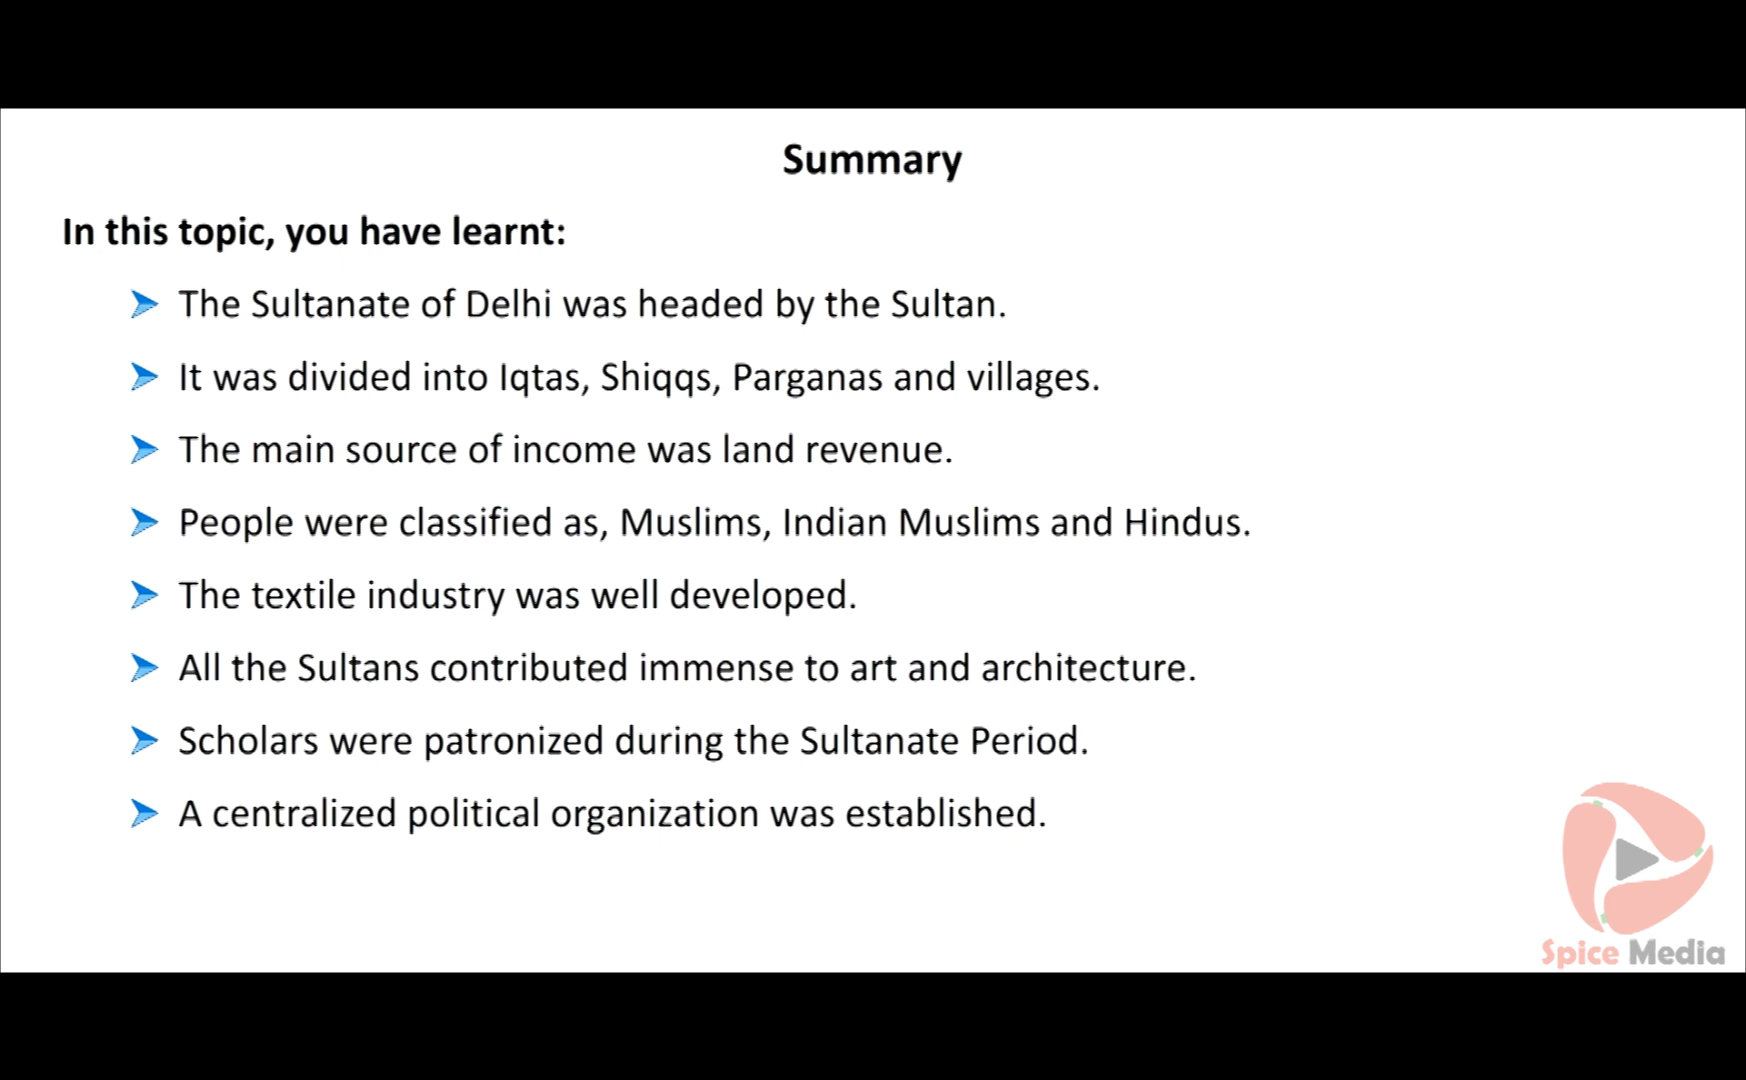 Summary
In this topic, you have learnt:
The Sultanate of Delhi was headed by the Sultan.
It was divided into Iqtas, Shiqqs, Parganas and villages.
The main source of income was land revenue.
People were classified as, Muslims, Indian Muslims and Hindus.
The textile industry was well developed.
All the Sultans contributed immense to art and architecture.
Scholars were patronized during the Sultanate Period.
A centralized political organization was established.
Spice Media